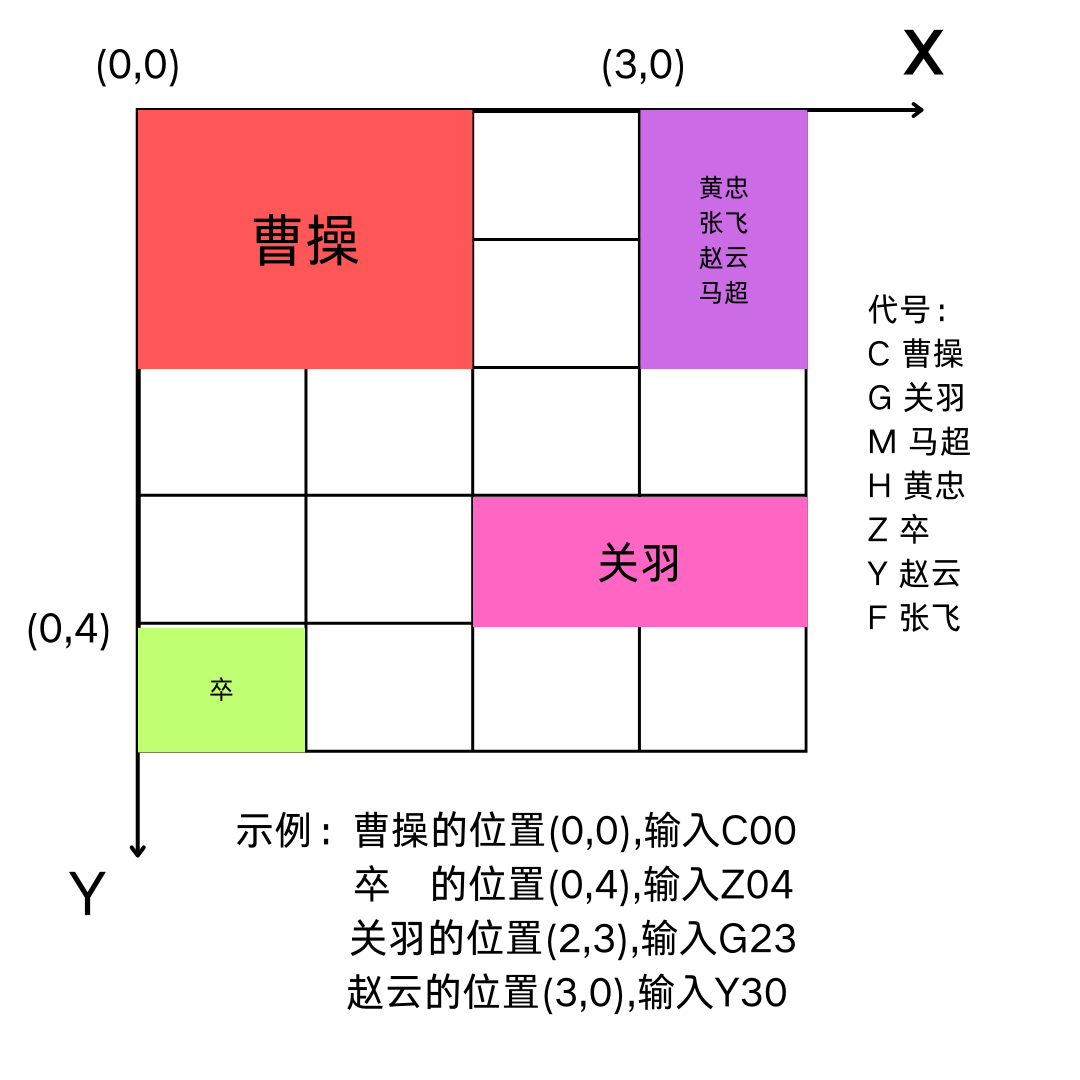 (0,0)
(3,0)
X
曹操
黄忠
张飞
赵云
马超
代号：
C 曹操
G 关羽
M 马超
H 黄忠
Z 卒
Y 赵云
F 张飞
关羽
(0,4)
卒
Y
示例：曹操的位置(0,0),输入C00
卒 的位置(0,4),输入Z04
关羽的位置(2,3),输入G23
赵云的位置(3,0),输入Y30